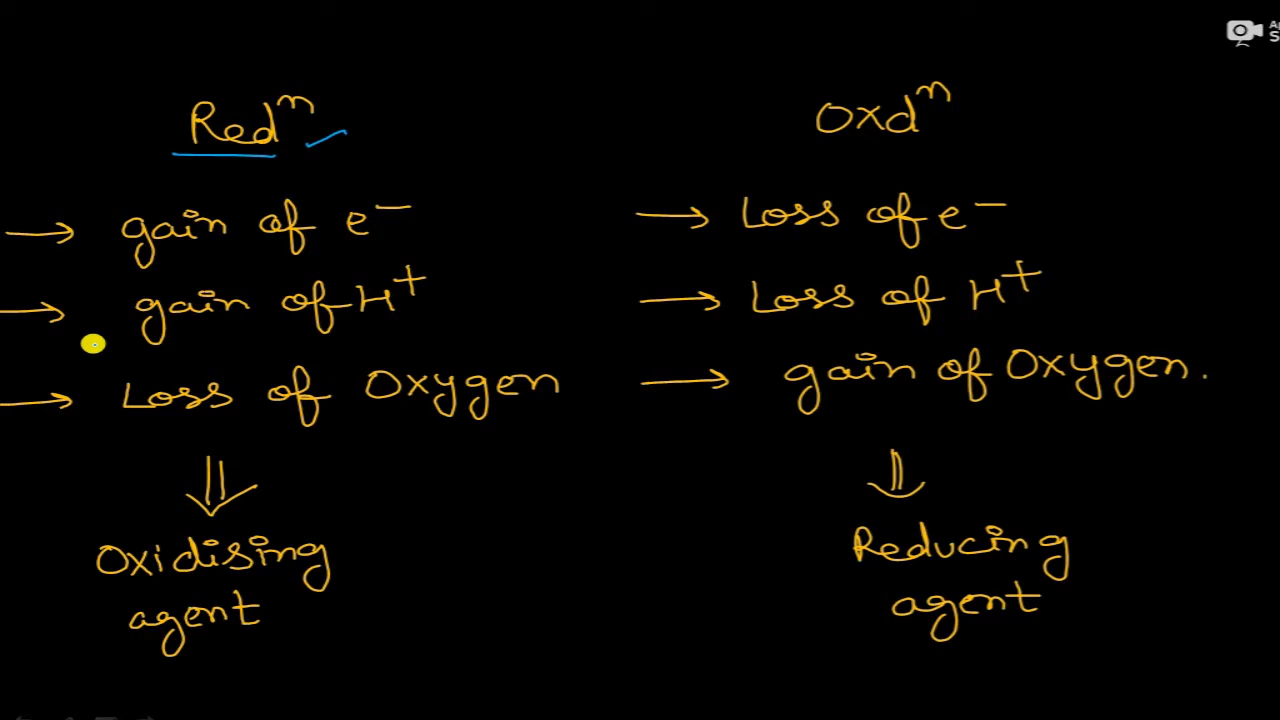 Redⁿ
→ gain of e⁻
→ gain of H⁺
→ Loss of Oxygen
⇓
Oxidising
agent
Oxdⁿ
→ Loss of e⁻
→ Loss of H⁺
→ gain of Oxygen.
⇓
Reducing
agent